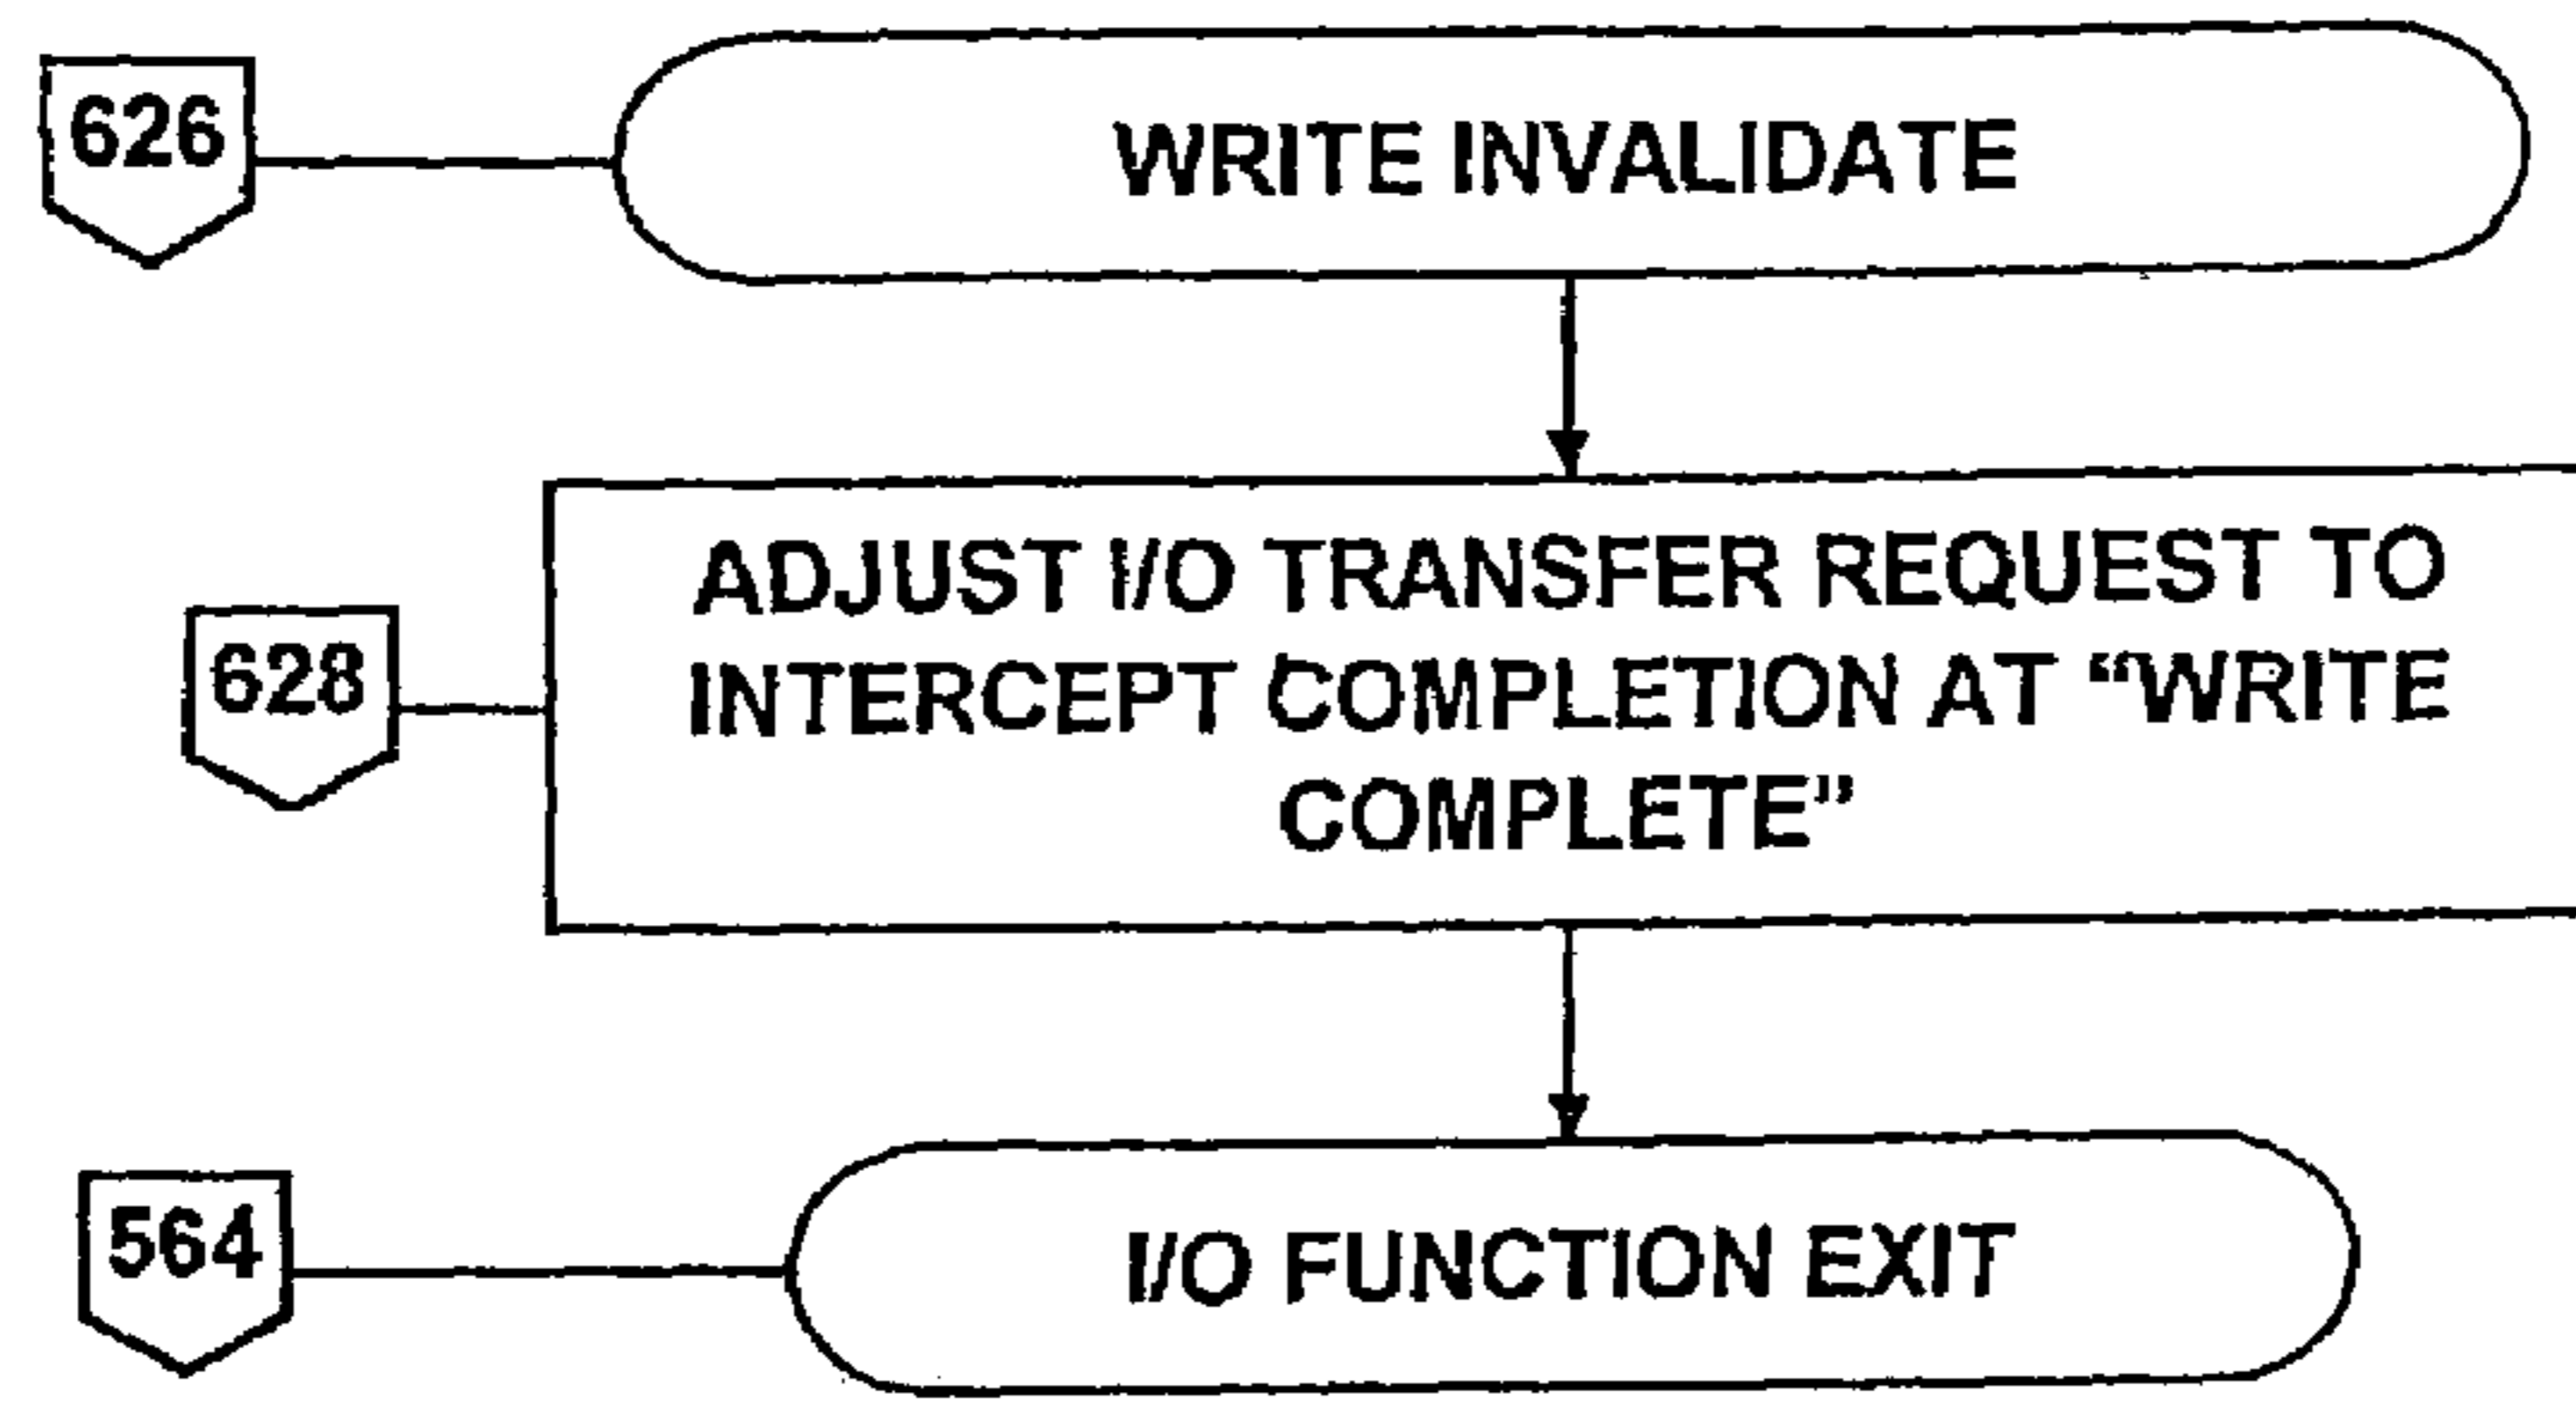 626
WRITE INVALIDATE
628
ADJUST I/O TRANSFER REQUEST TO
INTERCEPT COMPLETION AT “WRITE
COMPLETE”
564
I/O FUNCTION EXIT